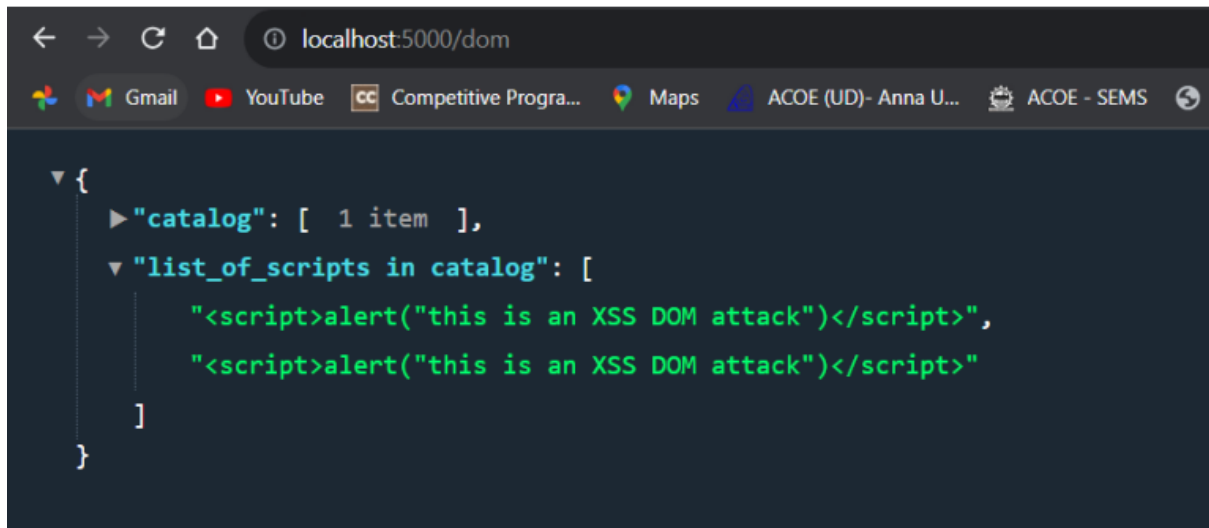 localhost:5000/dom
Gmail YouTube CC Competitive Progra... Maps ACOE (UD)- Anna U... ACOE - SEMS
{
"catalog": [ 1 item ],
"list_of_scripts in catalog": [
"<script>alert("this is an XSS DOM attack")</script>",
"<script>alert("this is an XSS DOM attack")</script>"
]
}